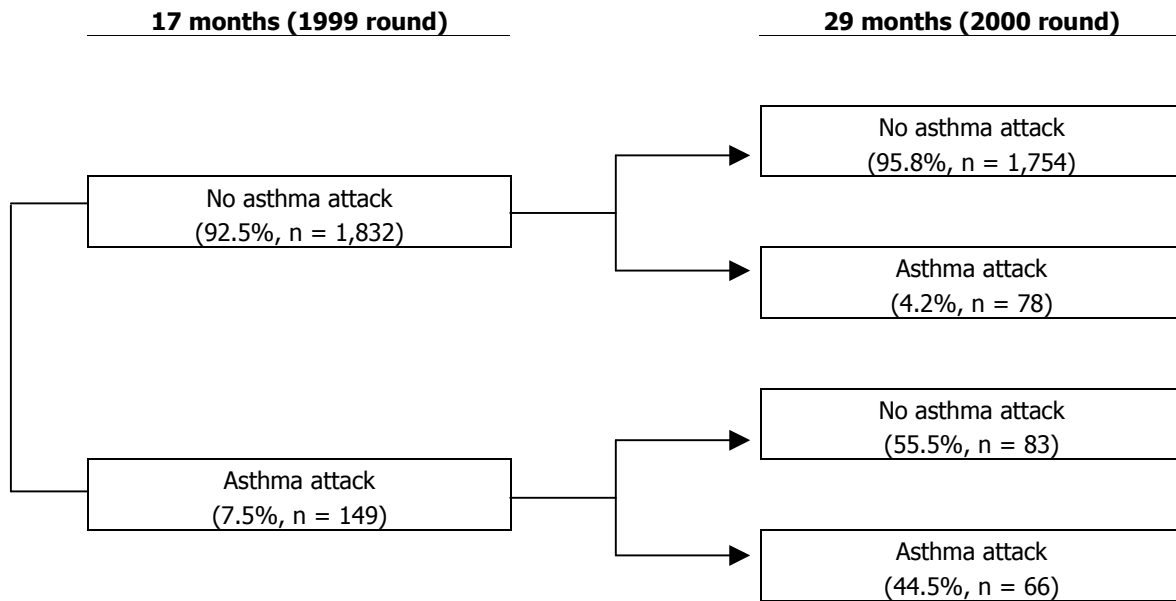 17 months (1999 round)
29 months (2000 round)
No asthma attack
(95.8%, n = 1,754)
No asthma attack
(92.5%, n = 1,832)
Asthma attack
(4.2%, n = 78)
No asthma attack
(55.5%, n = 83)
Asthma attack
(7.5%, n = 149)
Asthma attack
(44.5%, n = 66)